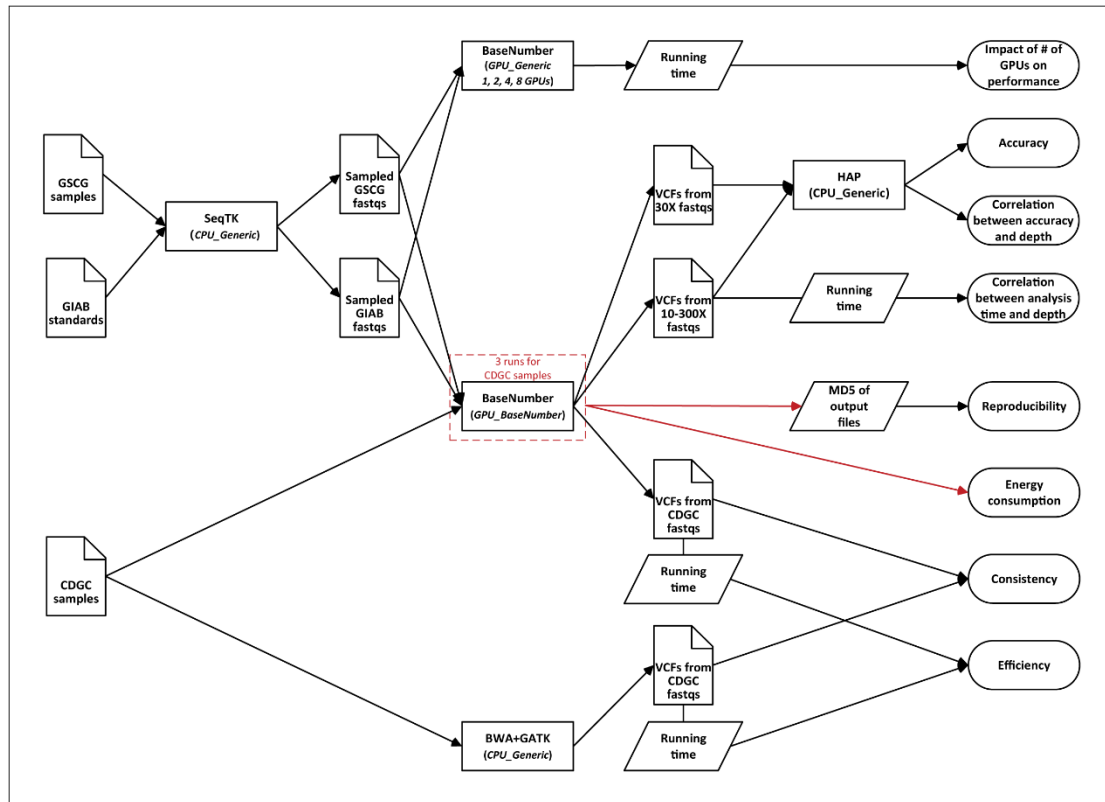 BaseNumber
(GPU_Generic
1, 2, 4, 8 GPUs)
Running
time
Impact of # of
GPUs on
performance
GSCG
samples
Sampled
GSCG
fastqs
VCFs from
30X fastqs
HAP
(CPU_Generic)
Accuracy
SeqTK
(CPU_Generic)
Correlation
between accuracy
and depth
GIAB
standards
Sampled
GIAB
fastqs
VCFs from
10-300X
fastqs
Running
time
Correlation
between analysis
time and depth
3 runs for
CDGC samples
BaseNumber
(GPU_BaseNumber)
MD5 of
output
files
Reproducibility
Energy
consumption
VCFs from
CDGC
fastqs
CDGC
samples
Running
time
Consistency
VCFs from
CDGC
fastqs
Efficiency
BWA+GATK
(CPU_Generic)
Running
time